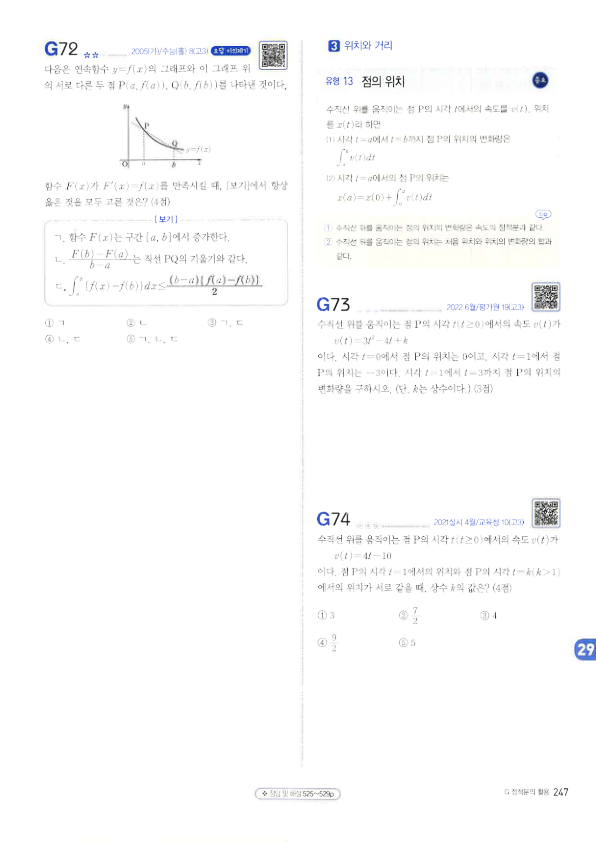 G72
2005(가)/수능(홀) 8(고3)
다음은 연속함수 y=f(x)의 그래프와 이 그래프 위
의 서로 다른 두 점 P(a, f(a)), Q(b, f(b))를 나타낸 것이다.
y
P
Q
y=f(x)
O a b x
함수 F(x)가 F'(x)=f(x)를 만족시킬 때, [보기]에서 항상
옳은 것을 모두 고른 것은? (4점)
[보기]
ㄱ. 함수 F(x)는 구간 [a, b]에서 증가한다.
ㄴ. \frac{F(b)-F(a)}{b-a}는 직선 PQ의 기울기와 같다.
ㄷ. ∫_a^b {f(x)-f(b)}dx≤\frac{(b-a){f(a)-f(b)}}{2}
① ㄱ ② ㄴ ③ ㄱ, ㄷ
④ ㄴ, ㄷ ⑤ ㄱ, ㄴ, ㄷ
3 위치와 거리
유형 13 점의 위치
중요
수직선 위를 움직이는 점 P의 시각 t에서의 속도를 v(t), 위치
를 x(t)라 하면
(1) 시각 t=a에서 t=b까지 점 P의 위치의 변화량은
∫_a^b v(t)dt
(2) 시각 t=a에서의 점 P의 위치는
x(a)=x(0)+∫_0^a v(t)dt
1 수직선 위를 움직이는 점의 위치의 변화량은 속도의 정적분과 같다.
2 수직선 위를 움직이는 점의 위치는 처음 위치와 위치의 변화량의 합과
같다.
G73
2022 6월/평가원 19(고3)
수직선 위를 움직이는 점 P의 시각 t(t≥0)에서의 속도 v(t)가
v(t)=3t²-4t+k
이다. 시각 t=0에서 점 P의 위치는 0이고, 시각 t=1에서 점
P의 위치는 -3이다. 시각 t=1에서 t=3까지 점 P의 위치의
변화량을 구하시오. (단, k는 상수이다.) (3점)
G74
2021실시 4월/교육청 10(고3)
수직선 위를 움직이는 점 P의 시각 t(t≥0)에서의 속도 v(t)가
v(t)=4t-10
이다. 점 P의 시각 t=1에서의 위치와 점 P의 시각 t=k(k>1)
에서의 위치가 서로 같을 때, 상수 k의 값은? (4점)
① 3 ② \frac{7}{2} ③ 4
④ \frac{9}{2} ⑤ 5
29
정답 및 해설 525~529p
G 정적분의 활용 247